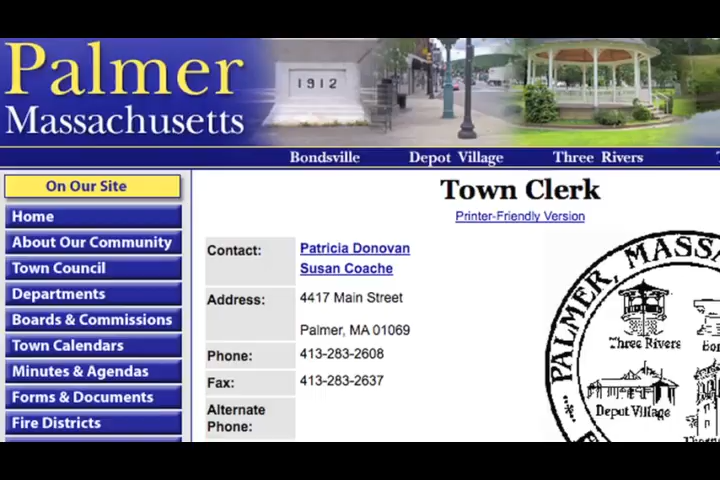 Palmer
Massachusetts
1912
Bondsville
Depot Village
Three Rivers
On Our Site
Home
About Our Community
Town Council
Departments
Boards & Commissions
Town Calendars
Minutes & Agendas
Forms & Documents
Fire Districts
Town Clerk
Printer-Friendly Version
Contact:
Patricia Donovan
Susan Coache
Address:
4417 Main Street
Palmer, MA 01069
Phone:
413-283-2608
Fax:
413-283-2637
Alternate
Phone:
PALMER, MASSA
Three Rivers
Depot Village